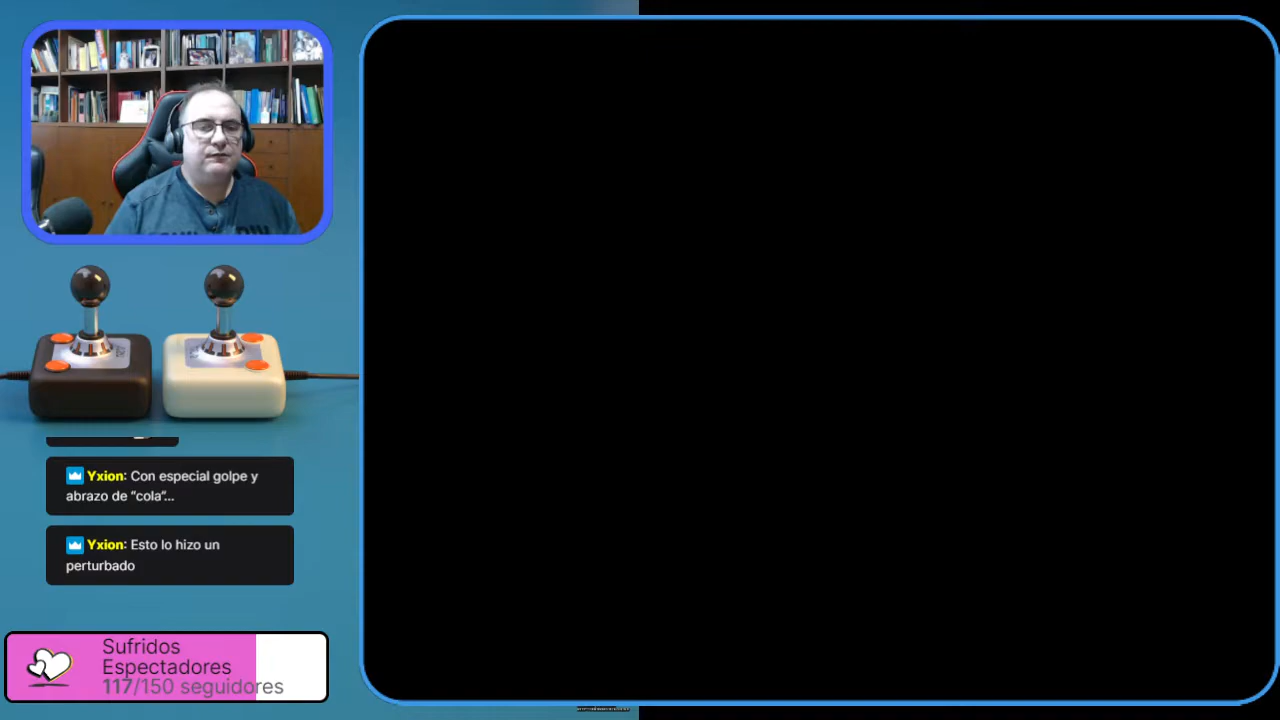 Yxion: Con especial golpe y
abrazo de “cola”...
Yxion: Esto lo hizo un
perturbado
Sufridos
Espectadores
117/150 seguidores